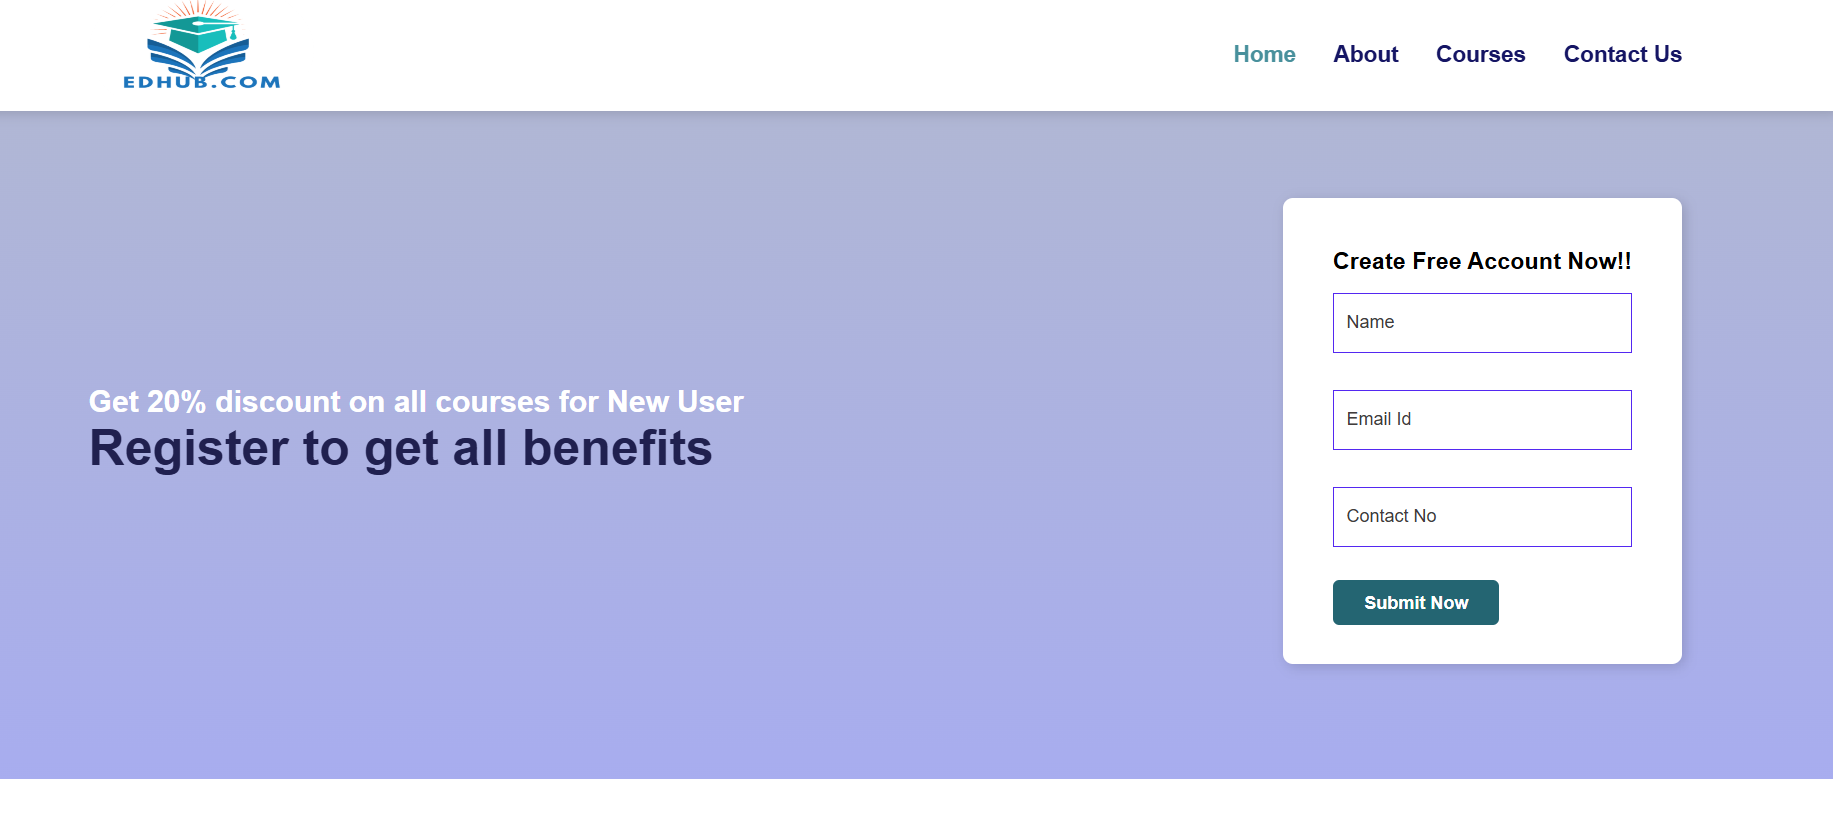 EDHUB.COM
Home About Courses Contact Us
Get 20% discount on all courses for New User
Register to get all benefits
Create Free Account Now!!
Name
Email Id
Contact No
Submit Now